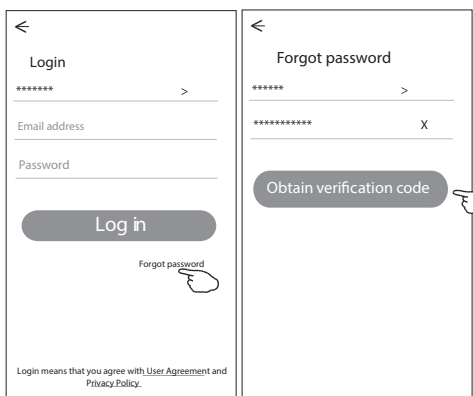 Login
******* >
Email address
Password
Log in
Forgot password
Login means that you agree with User Agreement and
Privacy Policy
Forgot password
****** >
*********** X
Obtain verification code